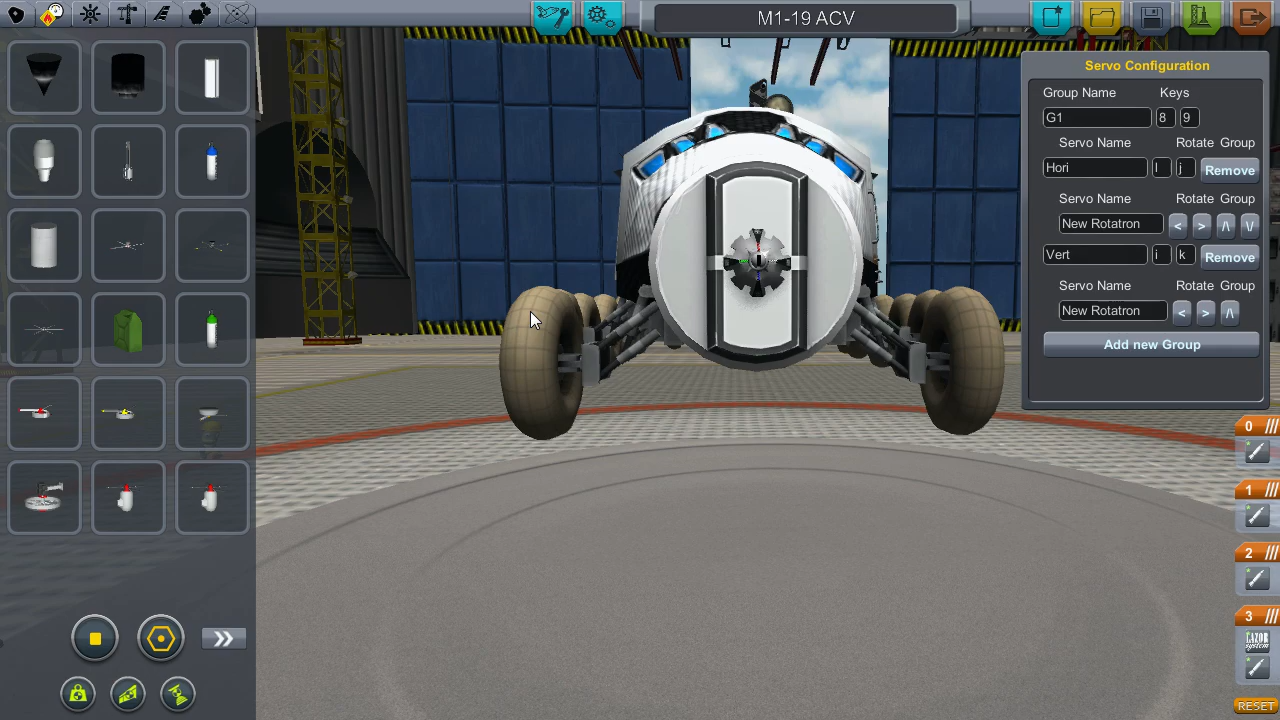 M1-19 ACV
Servo Configuration
Group Name Keys
G1 8 9
Servo Name Rotate Group
Hori l j Remove
Servo Name Rotate Group
New Rotatron < > /\ \/
Vert i k Remove
Servo Name Rotate Group
New Rotatron < > /\
Add new Group
0
1
2
3
LAZOR
system
RESET